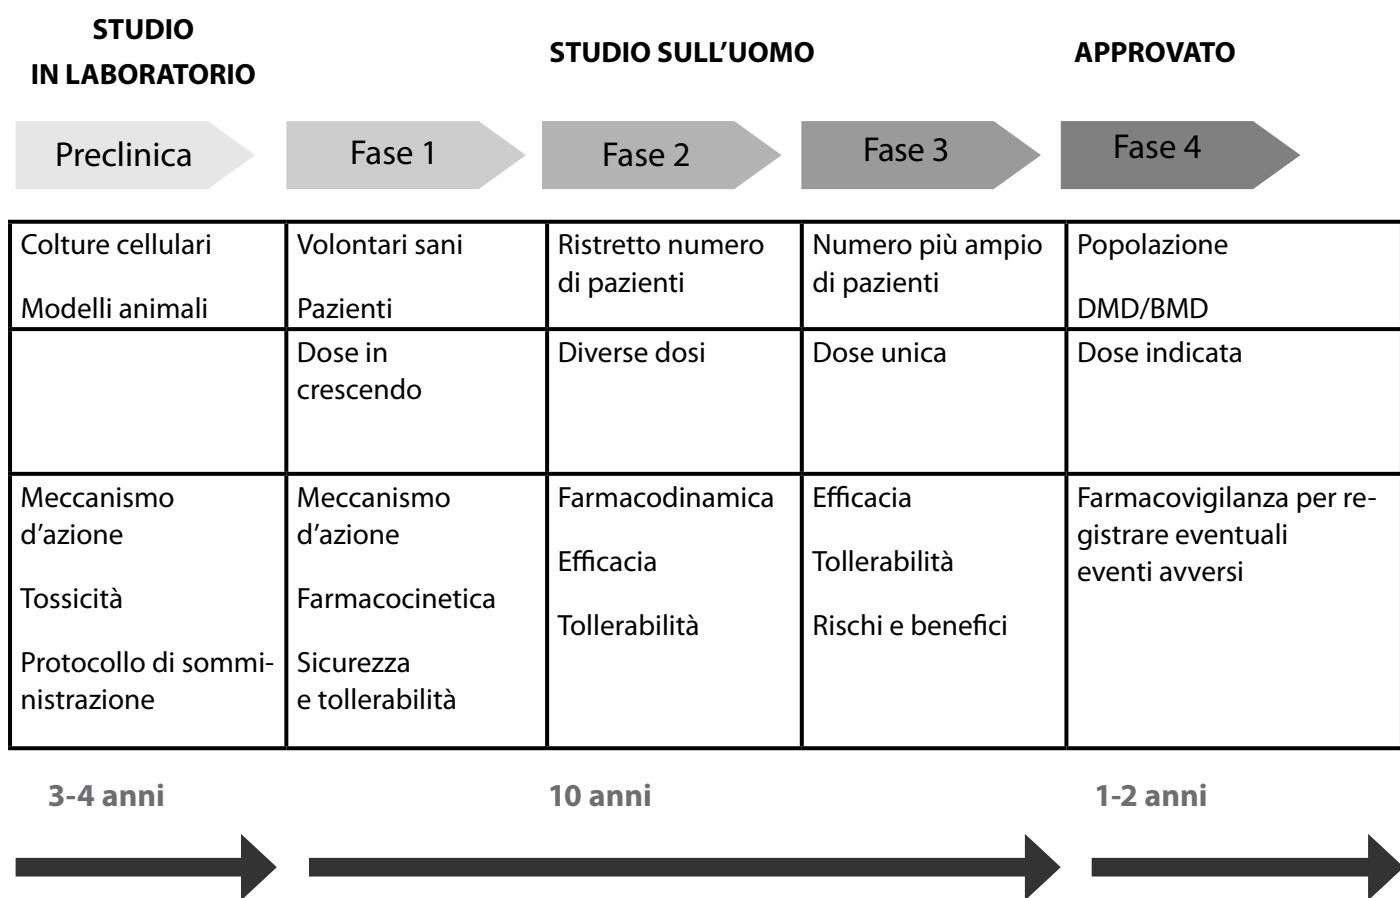 STUDIO
IN LABORATORIO
STUDIO SULL’UOMO
APPROVATO
Preclinica
Fase 1
Fase 2
Fase 3
Fase 4
Colture cellulari
Modelli animali
Volontari sani
Pazienti
Ristretto numero
di pazienti
Numero più ampio
di pazienti
Popolazione
DMD/BMD
Dose in
crescendo
Diverse dosi
Dose unica
Dose indicata
Meccanismo
d’azione
Tossicità
Protocollo di sommi-
nistrazione
Meccanismo
d’azione
Farmacocinetica
Sicurezza
e tollerabilità
Farmacodinamica
Efficacia
Tollerabilità
Efficacia
Tollerabilità
Rischi e benefici
Farmacovigilanza per re-
gistrare eventuali
eventi avversi
3-4 anni
10 anni
1-2 anni